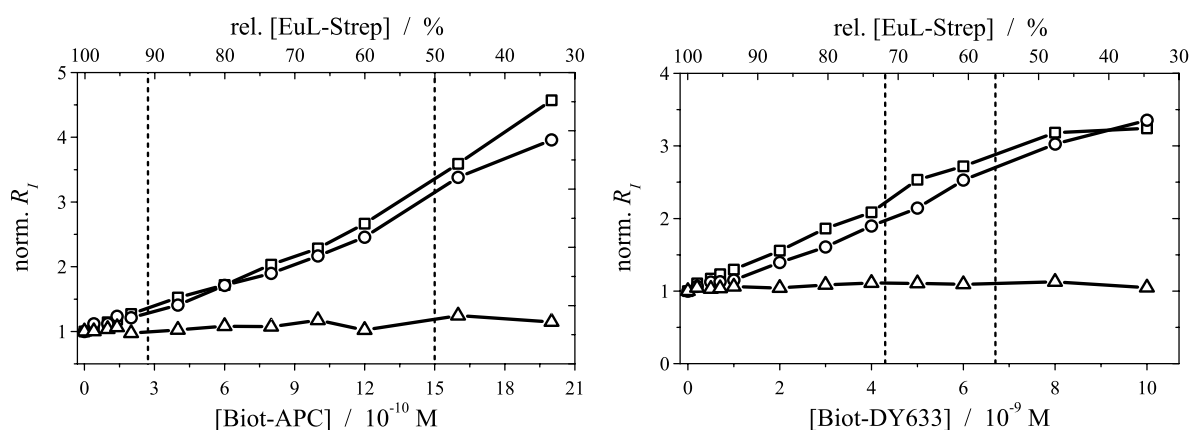 rel. [EuL-Strep] / %
100 90 80 70 60 50 40 30
5
4
3
2
1
norm. R_I
0 3 6 9 12 15 18 21
[Biot-APC] / 10^-10 M
rel. [EuL-Strep] / %
100 90 80 70 60 50 40 30
4
3
2
1
0
norm. R_I
0 2 4 6 8 10
[Biot-DY633] / 10^-9 M